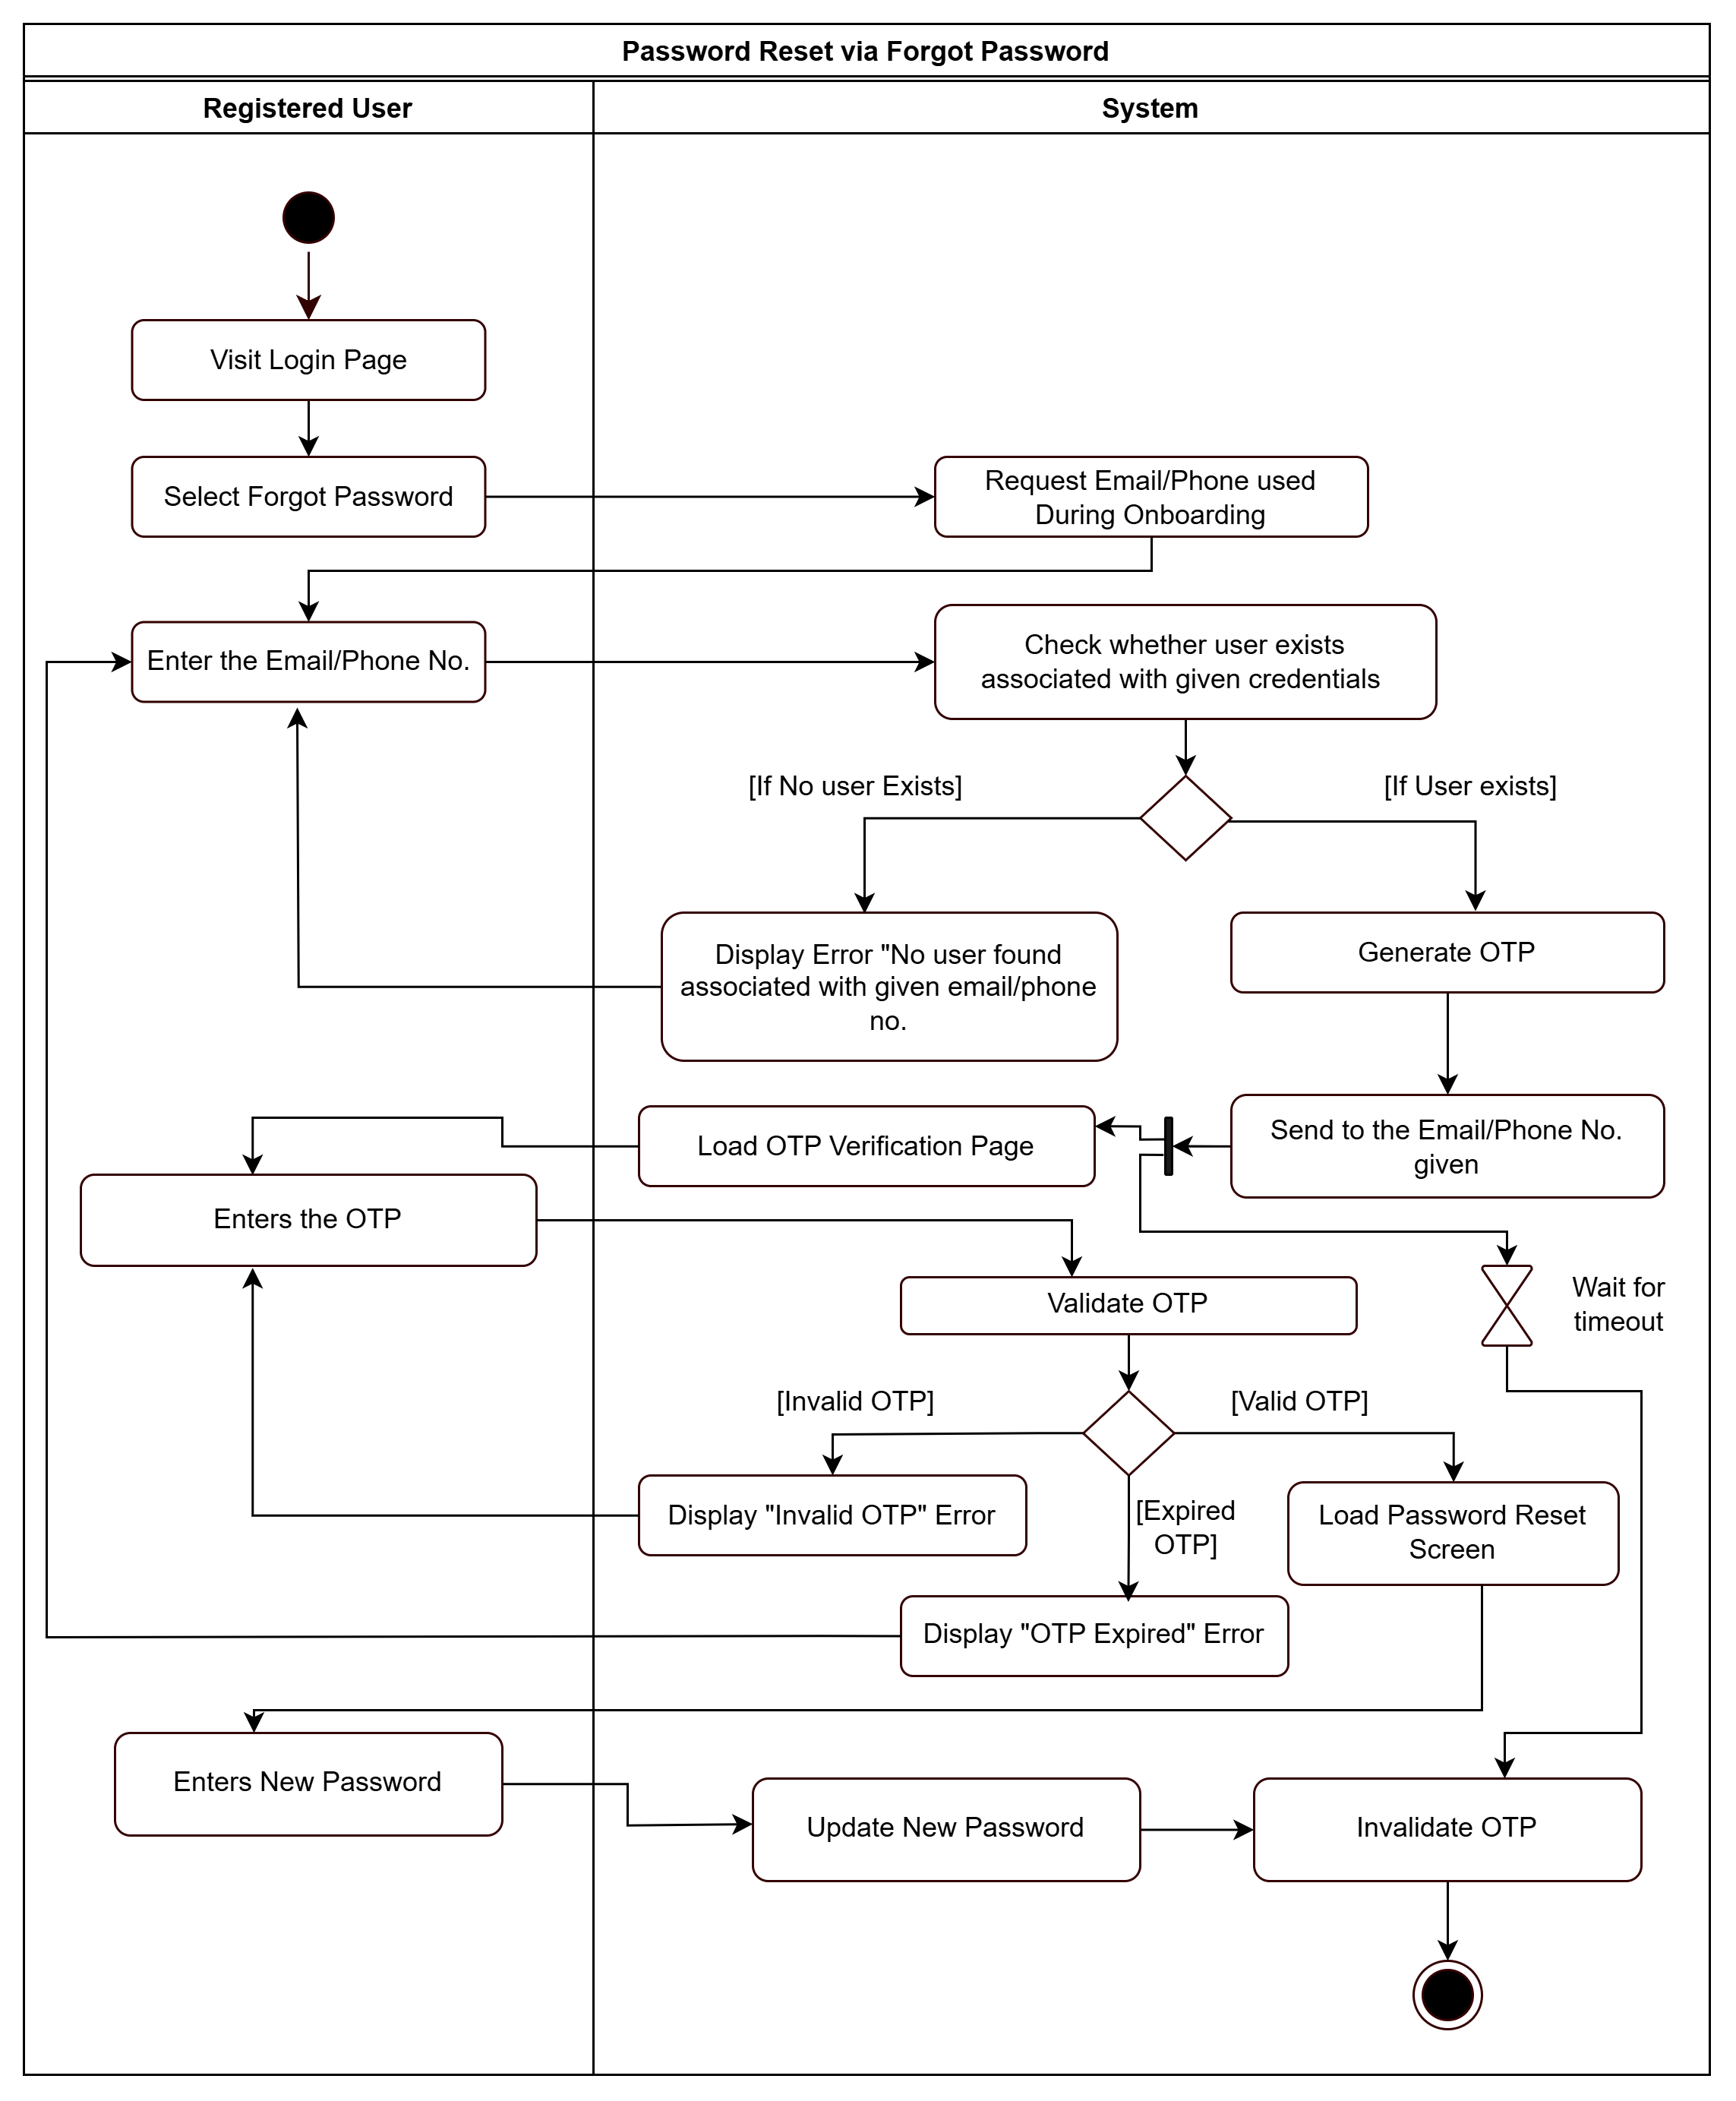 Password Reset via Forgot Password
Registered User
System
Visit Login Page
Select Forgot Password
Request Email/Phone used
During Onboarding
Enter the Email/Phone No.
Check whether user exists
associated with given credentials
[If No user Exists]
[If User exists]
Display Error "No user found
associated with given email/phone
no.
Generate OTP
Load OTP Verification Page
Send to the Email/Phone No.
given
Enters the OTP
Validate OTP
Wait for
timeout
[Invalid OTP]
[Valid OTP]
Display "Invalid OTP" Error
[Expired
OTP]
Load Password Reset
Screen
Display "OTP Expired" Error
Enters New Password
Update New Password
Invalidate OTP